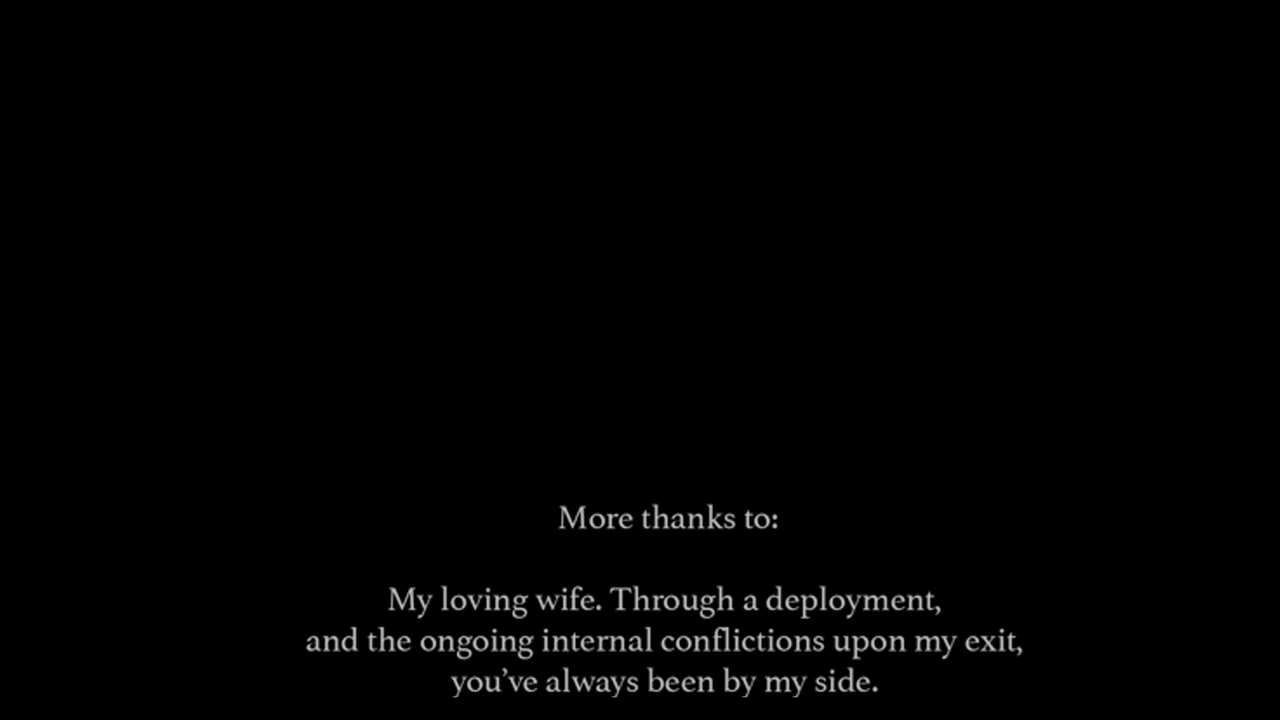 More thanks to:
My loving wife. Through a deployment,
and the ongoing internal conflictions upon my exit,
you’ve always been by my side.